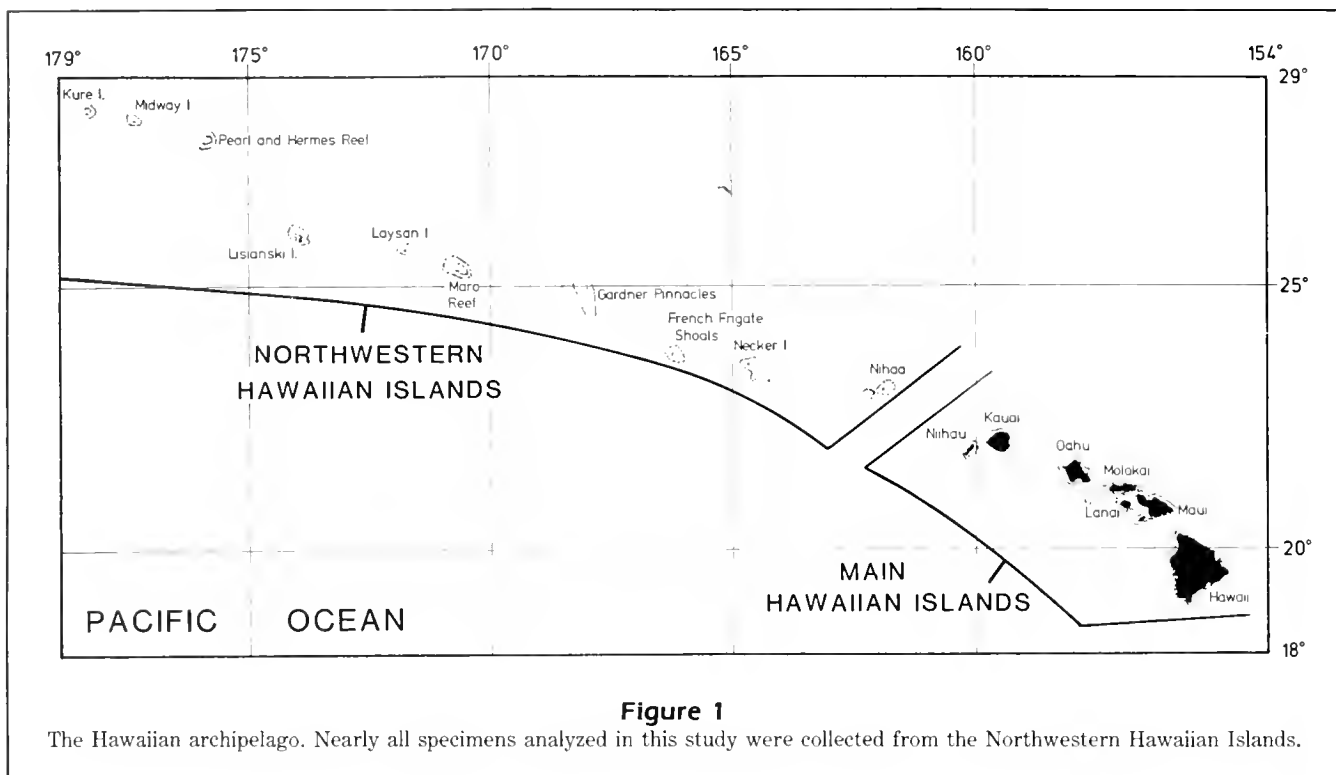 179° 175° 170° 165° 160° 154°
29°
Kure I.
Midway I
Pearl and Hermes Reef
Lisianski I.
Laysan I
Maro
Reef
25°
Gardner Pinnacles
French Frigate
Shoals
Necker I
Nihoa
NORTHWESTERN
HAWAIIAN ISLANDS
Niihau
Kauai
Oahu
Molokai
Lanai
Maui
20°
Hawaii
MAIN
HAWAIIAN ISLANDS
PACIFIC OCEAN
18°
Figure 1
The Hawaiian archipelago. Nearly all specimens analyzed in this study were collected from the Northwestern Hawaiian Islands.